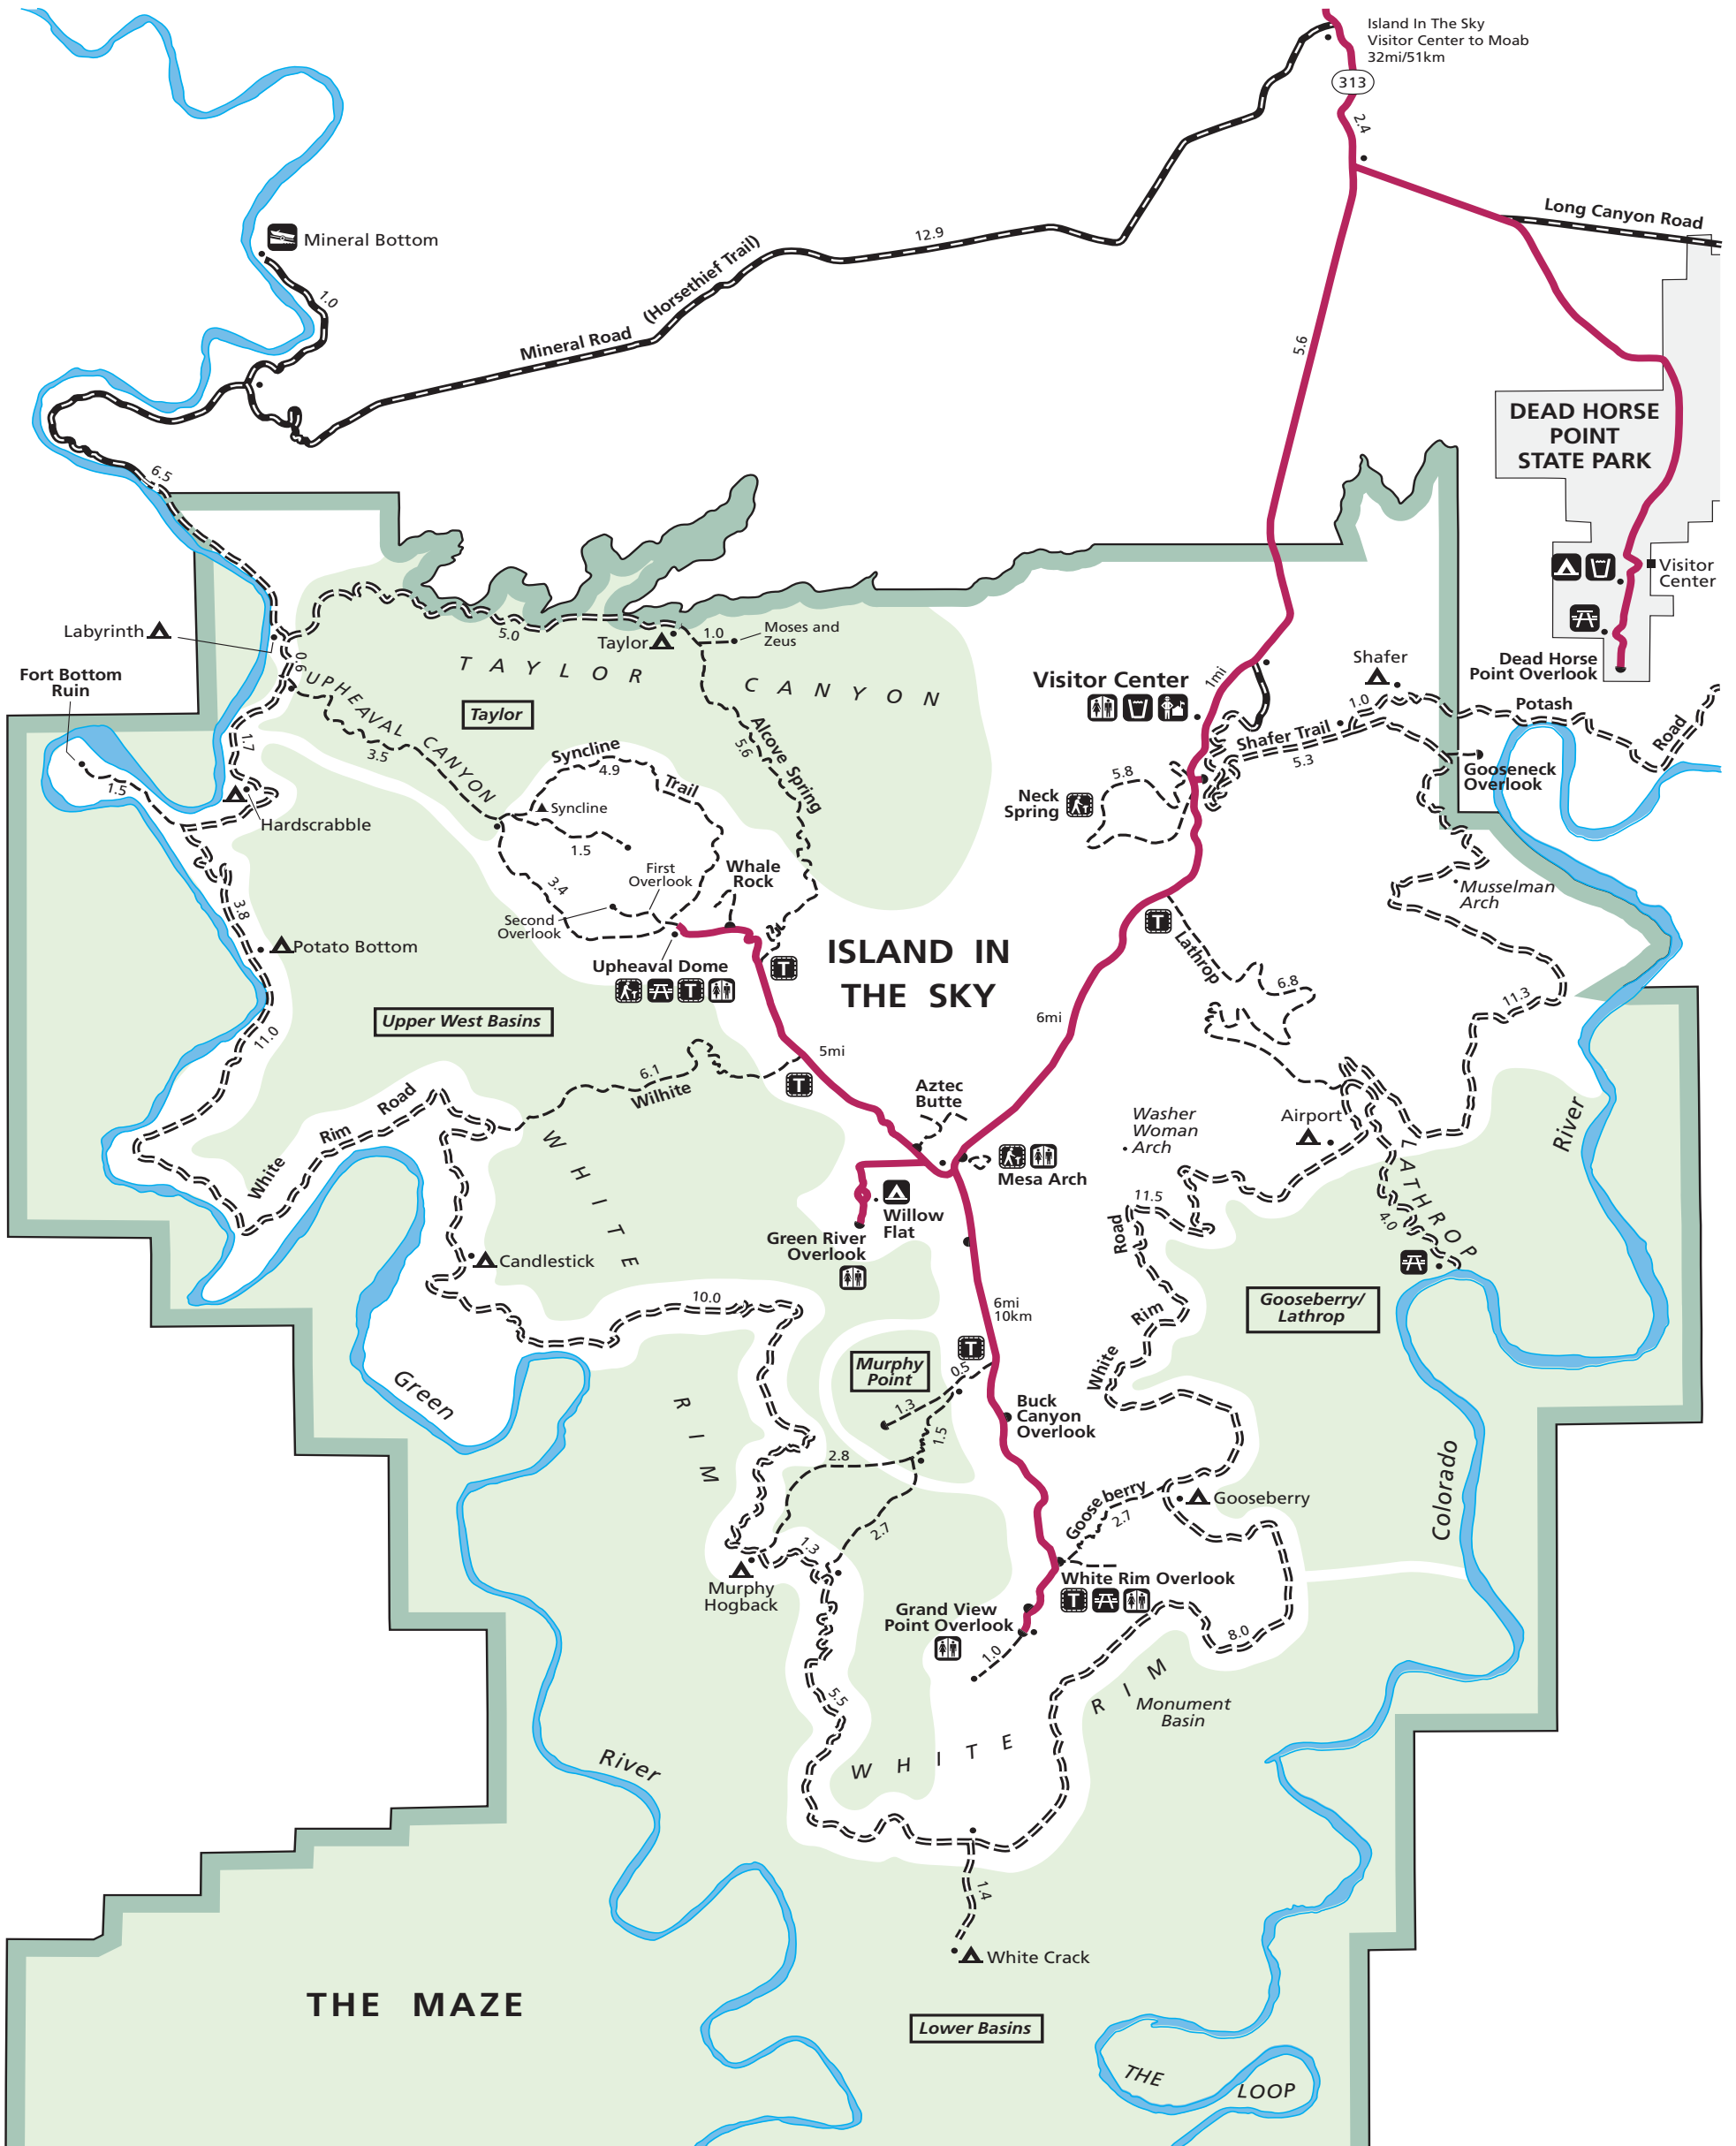 Island In The Sky
Visitor Center to Moab
32mi/51km
313
2.4
Long Canyon Road
Mineral Bottom
12.9
(Horsethief Trail)
1.0
Mineral Road
5.6
DEAD HORSE
POINT
STATE PARK
6.5
Visitor
Center
Labyrinth
5.0
Taylor
1.0
Moses and
Zeus
Dead Horse
Point Overlook
Shafer
Fort Bottom
Ruin
0.6
UPHEAVAL CANYON
TAYLOR CANYON
Visitor Center
1mi
1.0
Potash
Road
Taylor
1.7
3.5
Syncline
4.9
Trail
5.6
Alcove Spring
Shafer Trail
5.3
Gooseneck
Overlook
1.5
Hardscrabble
Syncline
1.5
5.8
Neck
Spring
First
Overlook
Whale
Rock
3.4
Second
Overlook
Musselman
Arch
3.8
Potato Bottom
Upheaval Dome
T
T
ISLAND IN
THE SKY
T
Lathrop
6.8
11.3
Upper West Basins
11.0
6mi
5mi
6.1
Wilhite
T
White Rim Road
Aztec
Butte
Washer
Woman
Arch
Airport
River
Mesa Arch
WHITE RIM
Willow
Flat
Green River
Overlook
11.5
LATHROP
4.0
Candlestick
White Rim Road
10.0
6mi
10km
Gooseberry/
Lathrop
T
Murphy
Point
0.5
1.3
Green
Buck
Canyon
Overlook
1.5
2.8
Colorado
Gooseberry
2.7
Gooseberry
2.7
1.3
Murphy
Hogback
White Rim Overlook
T
Grand View
Point Overlook
1.0
8.0
5.5
WHITE RIM
Monument
Basin
River
1.4
White Crack
THE MAZE
Lower Basins
THE LOOP